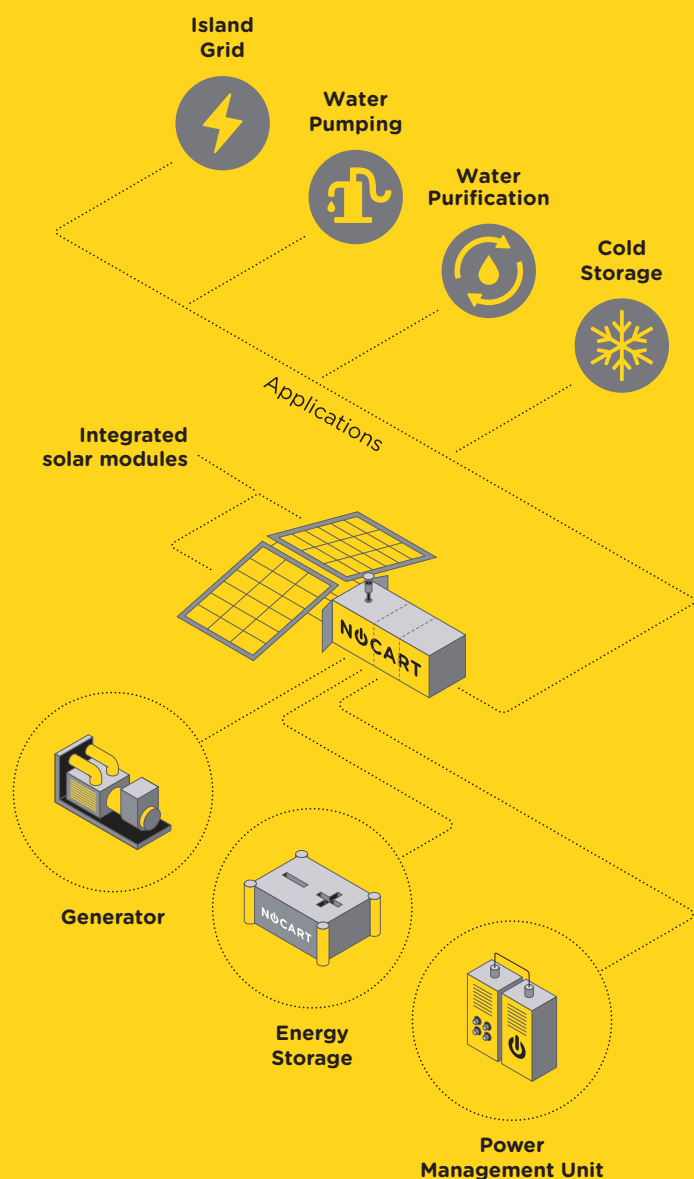 Island
Grid
Water
Pumping
Water
Purification
Cold
Storage
Applications
Integrated
solar modules
NOCART
Generator
NOCART
Energy
Storage
Power
Management Unit